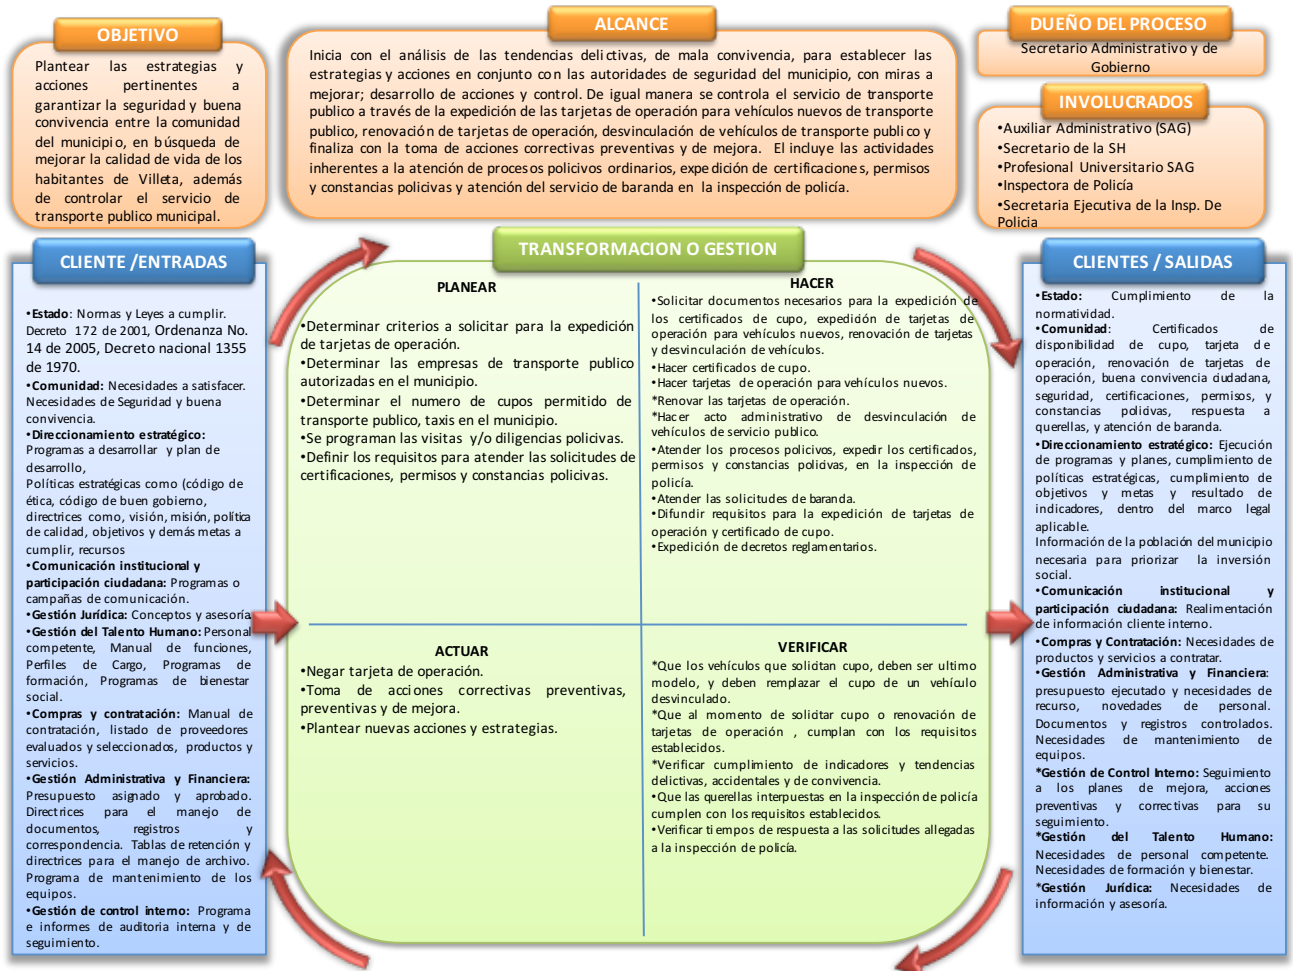 OBJETIVO
Plantear las estrategias y
acciones pertinentes a
garantizar la seguridad y buena
convivencia entre la comunidad
del municipio, en búsqueda de
mejorar la calidad de vida de los
habitantes de Villeta, además
de controlar el servicio de
transporte publico municipal.
ALCANCE
Inicia con el análisis de las tendencias delictivas, de mala convivencia, para establecer las
estrategias y acciones en conjunto con las autoridades de seguridad del municipio, con miras a
mejorar; desarrollo de acciones y control. De igual manera se controla el servicio de transporte
publico a través de la expedición de las tarjetas de operación para vehículos nuevos de transporte
publico, renovación de tarjetas de operación, desvinculación de vehículos de transporte publico y
finaliza con la toma de acciones correctivas preventivas y de mejora. El incluye las actividades
inherentes a la atención de procesos policivos ordinarios, expedición de certificaciones, permisos
y constancias policivas y atención del servicio de baranda en la inspección de policía.
DUEÑO DEL PROCESO
Secretario Administrativo y de
Gobierno
INVOLUCRADOS
•Auxiliar Administrativo (SAG)
•Secretario de la SH
•Profesional Universitario SAG
•Inspectora de Policía
•Secretaria Ejecutiva de la Insp. De
Policia
CLIENTE /ENTRADAS
•Estado: Normas y Leyes a cumplir.
Decreto 172 de 2001, Ordenanza No.
14 de 2005, Decreto nacional 1355
de 1970.
•Comunidad: Necesidades a satisfacer.
Necesidades de Seguridad y buena
convivencia.
•Direccionamiento estratégico:
Programas a desarrollar y plan de
desarrollo,
Políticas estratégicas como (código de
ética, código de buen gobierno,
directrices como, visión, misión, política
de calidad, objetivos y demás metas a
cumplir, recursos
•Comunicación institucional y
participación ciudadana: Programas o
campañas de comunicación.
•Gestión Jurídica: Conceptos y asesoría.
•Gestión del Talento Humano: Personal
competente, Manual de funciones,
Perfiles de Cargo, Programas de
formación, Programas de bienestar
social.
•Compras y contratación: Manual de
contratación, listado de proveedores
evaluados y seleccionados, productos y
servicios.
•Gestión Administrativa y Financiera:
Presupuesto asignado y aprobado.
Directrices para el manejo de
documentos, registros y
correspondencia. Tablas de retención y
directrices para el manejo de archivo.
Programa de mantenimiento de los
equipos.
•Gestión de control interno: Programa
e informes de auditoria interna y de
seguimiento.
TRANSFORMACION O GESTION
PLANEAR
•Determinar criterios a solicitar para la expedición
de tarjetas de operación.
•Determinar las empresas de transporte publico
autorizadas en el municipio.
•Determinar el numero de cupos permitido de
transporte publico, taxis en el municipio.
•Se programan las visitas y/o diligencias policivas.
•Definir los requisitos para atender las solicitudes de
certificaciones, permisos y constancias policivas.
HACER
•Solicitar documentos necesarios para la expedición de
los certificados de cupo, expedición de tarjetas de
operación para vehículos nuevos, renovación de tarjetas
y desvinculación de vehículos.
•Hacer certificados de cupo.
•Hacer tarjetas de operación para vehículos nuevos.
*Renovar las tarjetas de operación.
*Hacer acto administrativo de desvinculación de
vehículos de servicio publico.
•Atender los procesos policivos, expedir los certificados,
permisos y constancias policivas, en la inspección de
policía.
•Atender las solicitudes de baranda.
•Difundir requisitos para la expedición de tarjetas de
operación y certificado de cupo.
•Expedición de decretos reglamentarios.
ACTUAR
•Negar tarjeta de operación.
•Toma de acciones correctivas preventivas,
preventivas y de mejora.
•Plantear nuevas acciones y estrategias.
VERIFICAR
*Que los vehículos que solicitan cupo, deben ser ultimo
modelo, y deben remplazar el cupo de un vehículo
desvinculado.
*Que al momento de solicitar cupo o renovación de
tarjetas de operación , cumplan con los requisitos
establecidos.
*Verificar cumplimiento de indicadores y tendencias
delictivas, accidentales y de convivencia.
•Que las querellas interpuestas en la inspección de policía
cumplen con los requisitos establecidos.
•Verificar tiempos de respuesta a las solicitudes allegadas
a la inspección de policía.
CLIENTES / SALIDAS
•Estado: Cumplimiento de la
normatividad.
•Comunidad: Certificados de
disponibilidad de cupo, tarjeta de
operación, renovación de tarjetas de
operación, buena convivencia ciudadana,
seguridad, certificaciones, permisos, y
constancias policivas, respuesta a
querellas, y atención de baranda.
•Direccionamiento estratégico: Ejecución
de programas y planes, cumplimiento de
políticas estratégicas, cumplimiento de
objetivos y metas y resultado de
indicadores, dentro del marco legal
aplicable.
Información de la población del municipio
necesaria para priorizar la inversión
social.
•Comunicación institucional y
participación ciudadana: Realimentación
de información cliente interno.
•Compras y Contratación: Necesidades de
productos y servicios a contratar.
•Gestión Administrativa y Financiera:
presupuesto ejecutado y necesidades de
recurso, novedades de personal.
Documentos y registros controlados.
Necesidades de mantenimiento de
equipos.
*Gestión de Control Interno: Seguimiento
a los planes de mejora, acciones
preventivas y correctivas para su
seguimiento.
*Gestión del Talento Humano:
Necesidades de personal competente.
Necesidades de formación y bienestar.
*Gestión Jurídica: Necesidades de
información y asesoría.